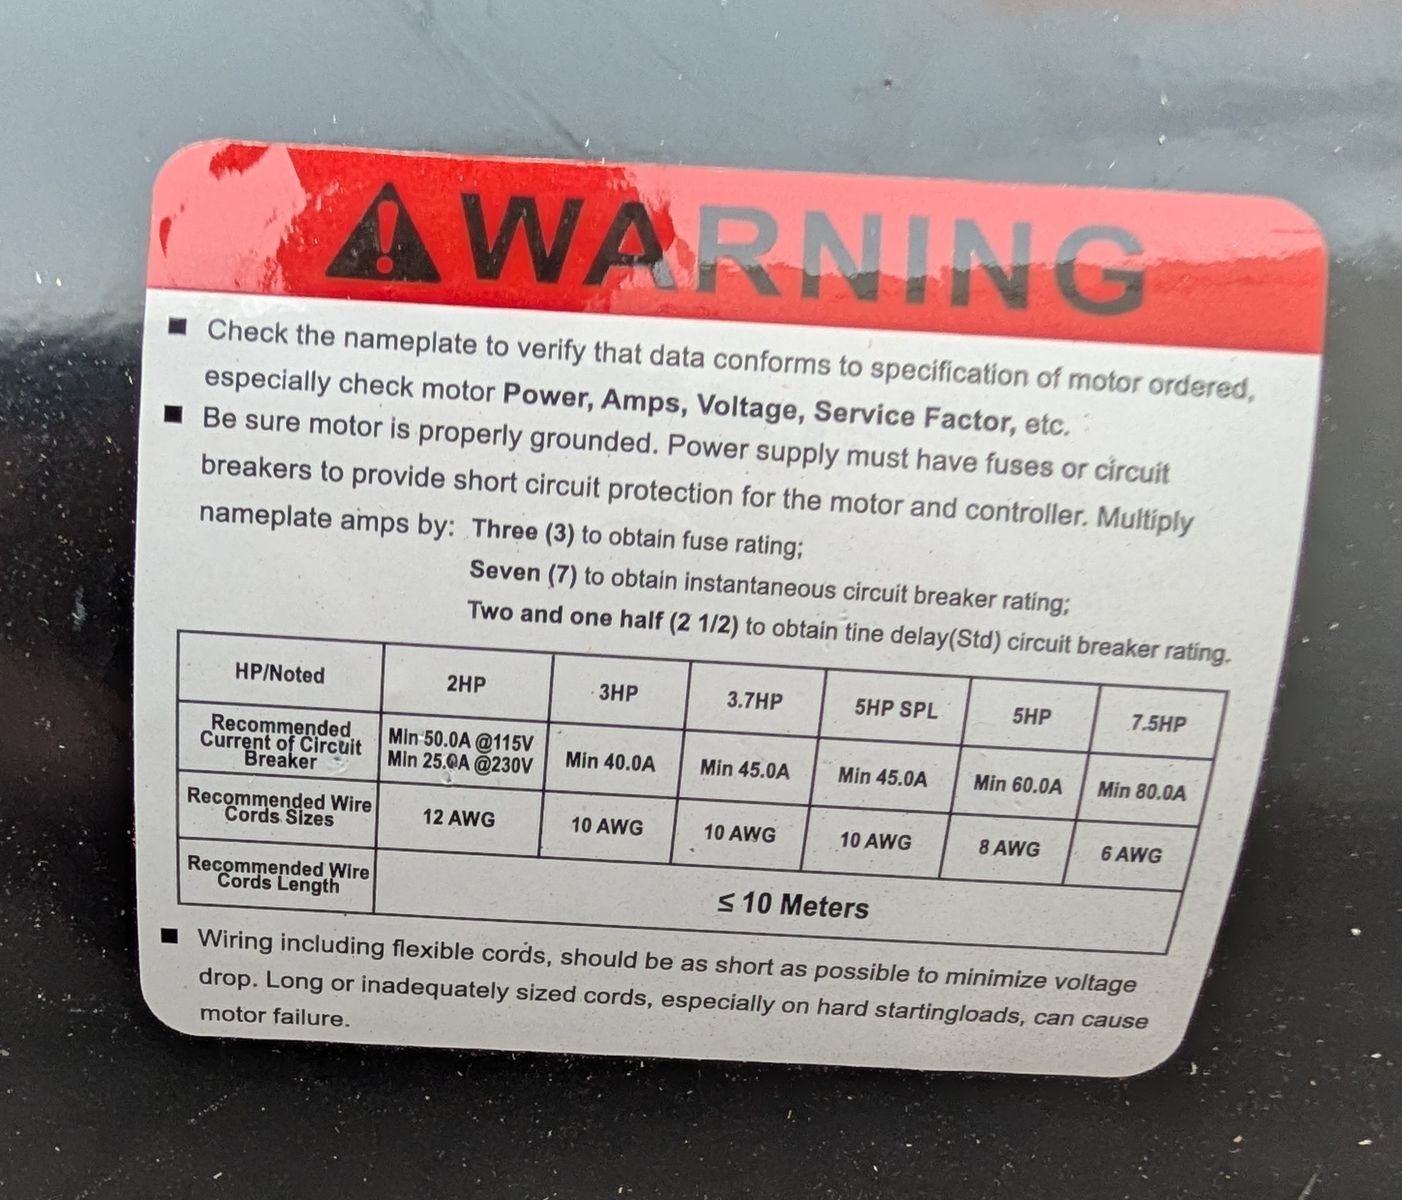 WARNING
■ Check the nameplate to verify that data conforms to specification of motor ordered,
especially check motor Power, Amps, Voltage, Service Factor, etc.
■ Be sure motor is properly grounded. Power supply must have fuses or circuit
breakers to provide short circuit protection for the motor and controller. Multiply
nameplate amps by: Three (3) to obtain fuse rating;
Seven (7) to obtain instantaneous circuit breaker rating;
Two and one half (2 1/2) to obtain tine delay(Std) circuit breaker rating.
HP/Noted 2HP 3HP 3.7HP 5HP SPL 5HP 7.5HP
Recommended
Current of Circuit
Breaker
Min 50.0A @115V
Min 25.0A @230V
Min 40.0A Min 45.0A Min 45.0A Min 60.0A Min 80.0A
Recommended Wire
Cords Sizes
12 AWG 10 AWG 10 AWG 10 AWG 8 AWG 6 AWG
Recommended Wire
Cords Length
≤ 10 Meters
■ Wiring including flexible cords, should be as short as possible to minimize voltage
drop. Long or inadequately sized cords, especially on hard startingloads, can cause
motor failure.